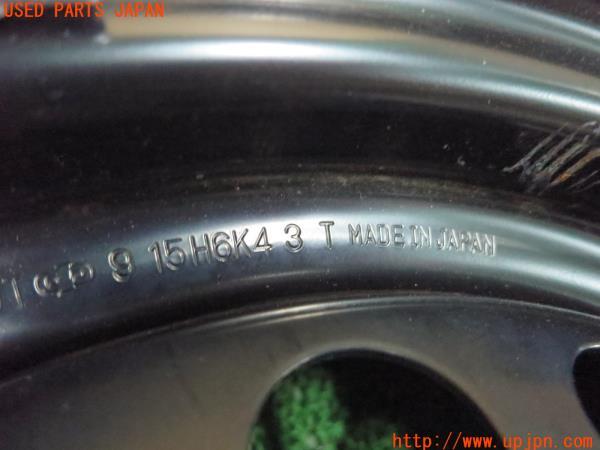 USED PARTS JAPAN
9 15H6K4 3 T MADE IN JAPAN
http://www.upjpn.com/